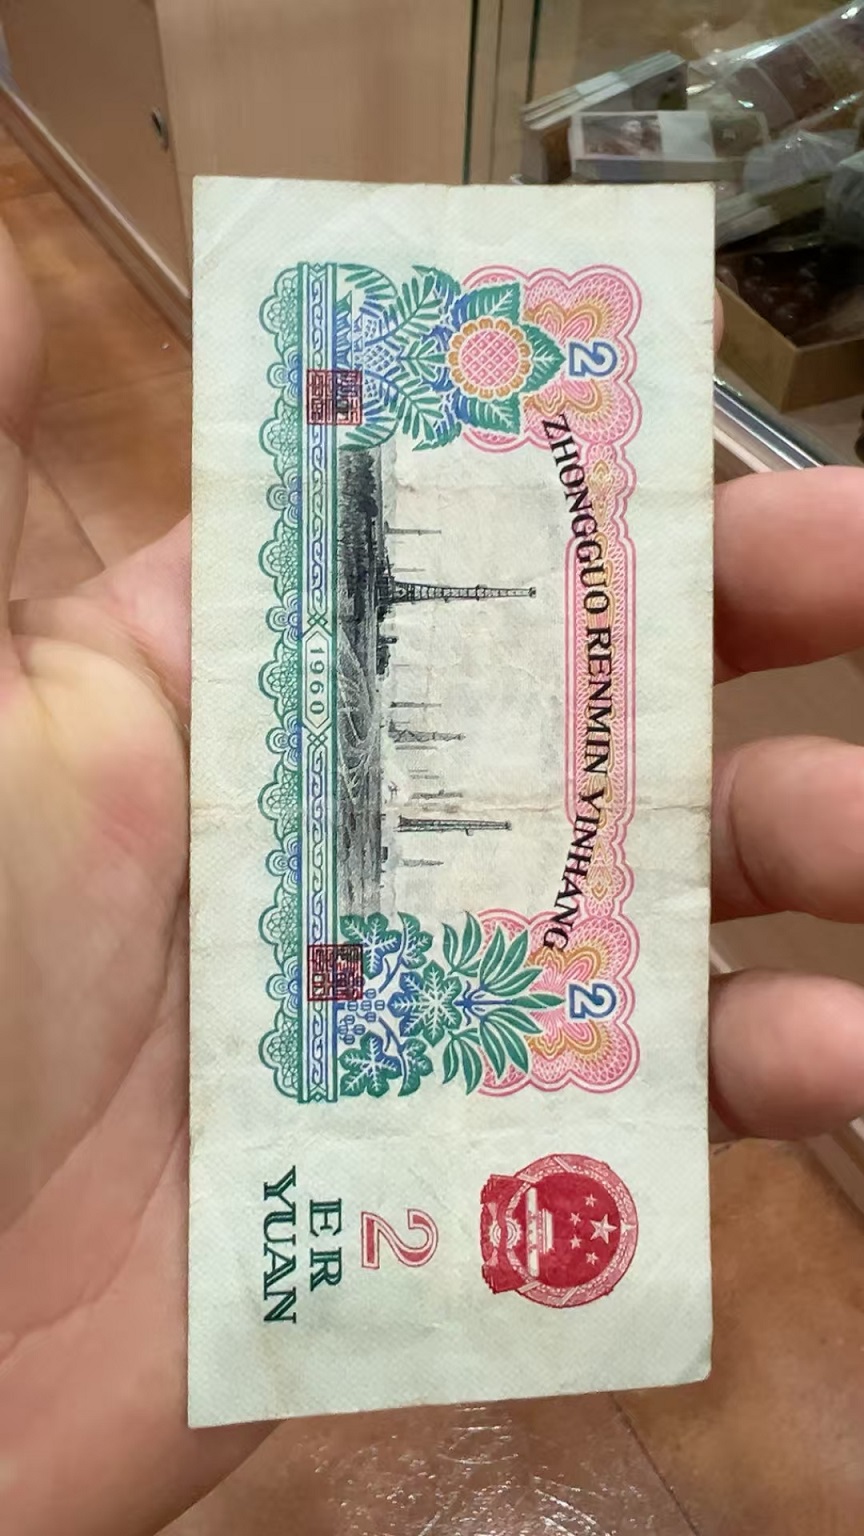 ZHONGGUO RENMIN YINHANG
2
2
1960
2
ER
YUAN